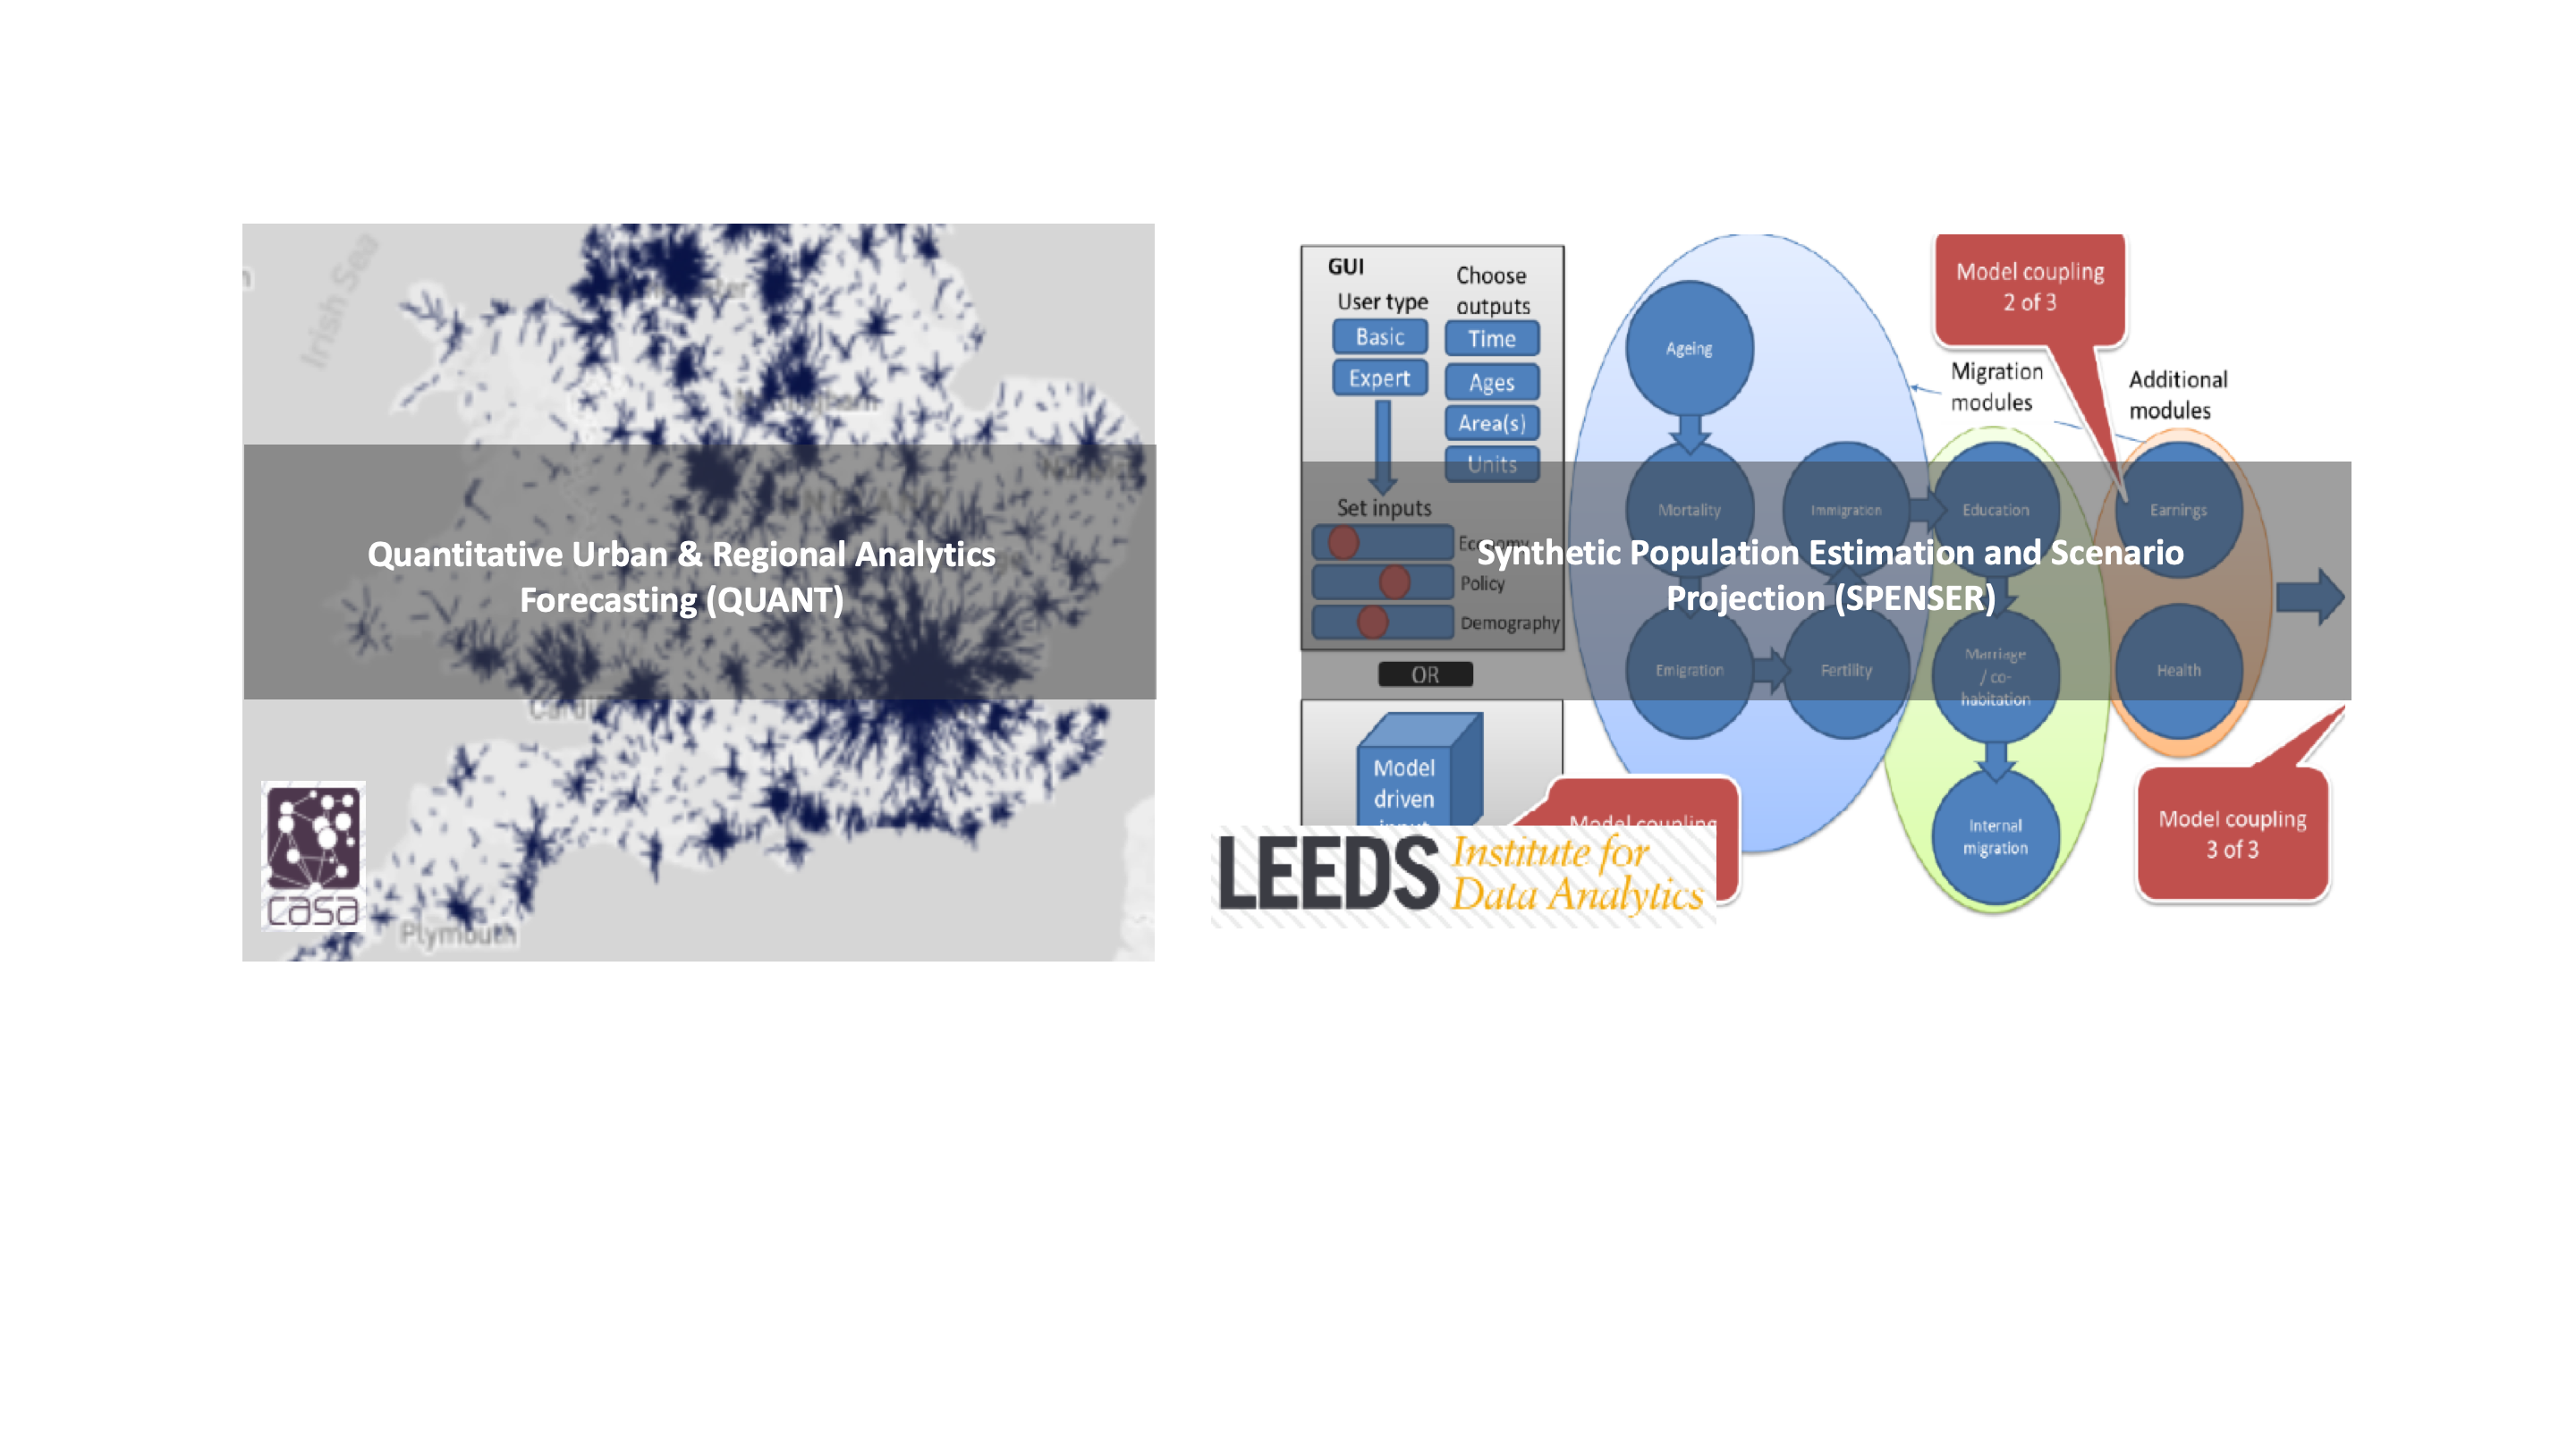 Irish Sea
Quantitative Urban & Regional Analytics
Forecasting (QUANT)
casa
Plymouth
GUI
User type
Basic
Expert
Choose
outputs
Time
Ages
Area(s)
Units
Set inputs
Economy
Policy
Demography
OR
Model
driven
input
Ageing
Mortality
Immigration
Emigration
Fertility
Education
Marriage
/ co-
habitation
Internal
migration
Earnings
Health
Migration
modules
Additional
modules
Model coupling
2 of 3
Synthetic Population Estimation and Scenario
Projection (SPENSER)
Model coupling
Model coupling
3 of 3
LEEDS
Institute for
Data Analytics